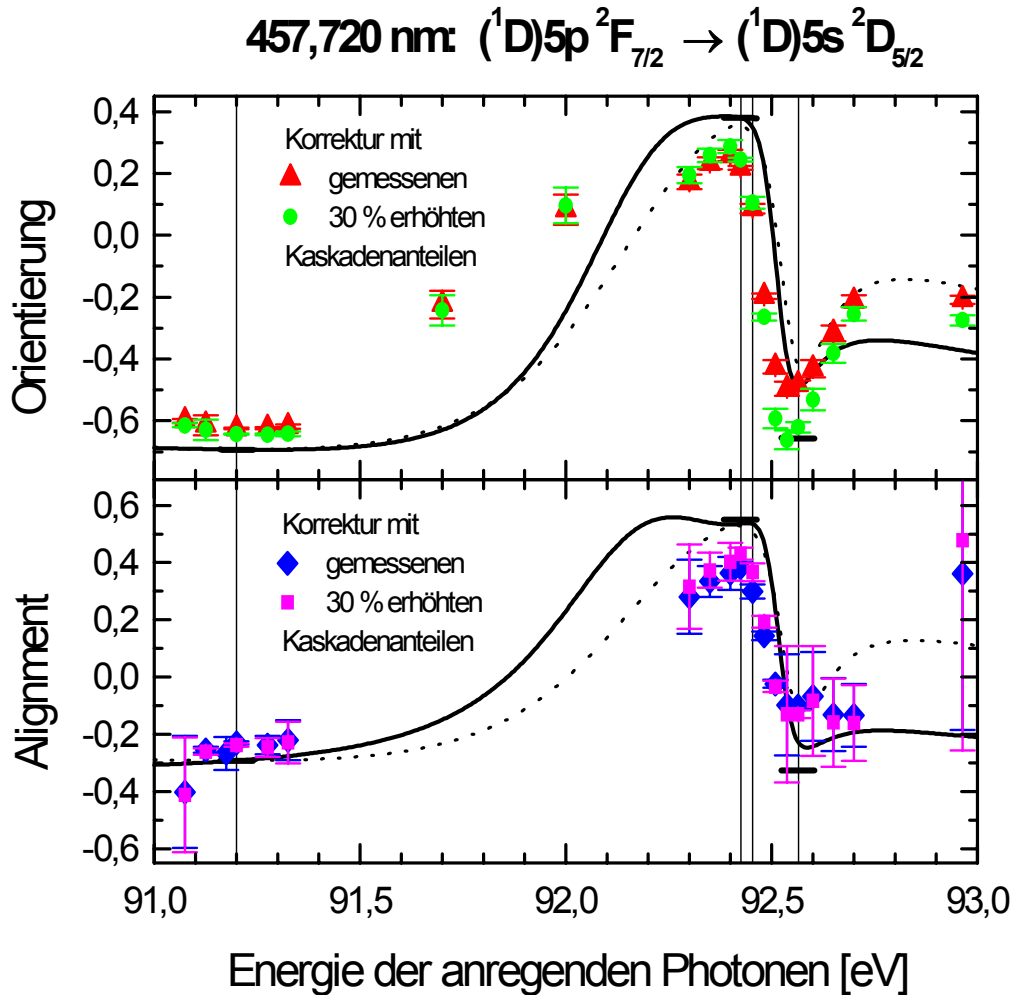 457,720 nm: (¹D)5p ²F₇/₂ → (¹D)5s ²D₅/₂
0,4
0,2
0,0
-0,2
-0,4
-0,6
Orientierung
Korrektur mit
gemessenen
30 % erhöhten
Kaskadenanteilen
0,6
0,4
0,2
0,0
-0,2
-0,4
-0,6
Alignment
Korrektur mit
gemessenen
30 % erhöhten
Kaskadenanteilen
91,0 91,5 92,0 92,5 93,0
Energie der anregenden Photonen [eV]